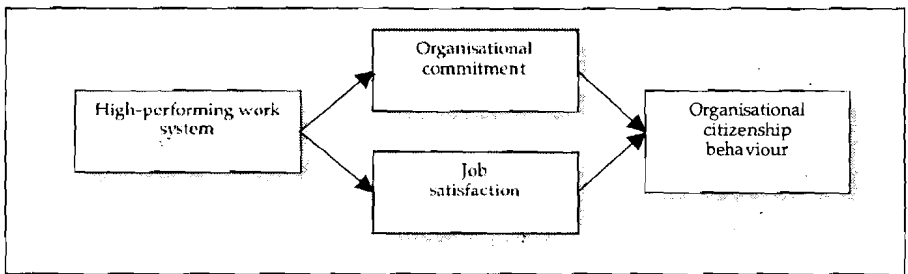 Organisational
commitment
High-performing work
system
Organisational
citizenship
behaviour
Job
satisfaction